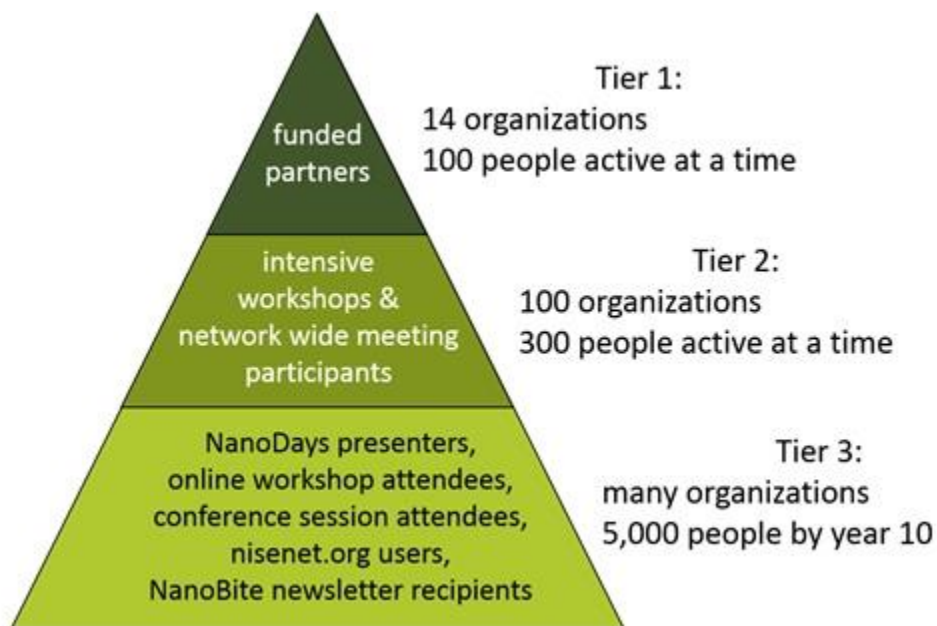 funded
partners
Tier 1:
14 organizations
100 people active at a time
intensive
workshops &
network wide meeting
participants
Tier 2:
100 organizations
300 people active at a time
NanoDays presenters,
online workshop attendees,
conference session attendees,
nisenet.org users,
NanoBite newsletter recipients
Tier 3:
many organizations
5,000 people by year 10